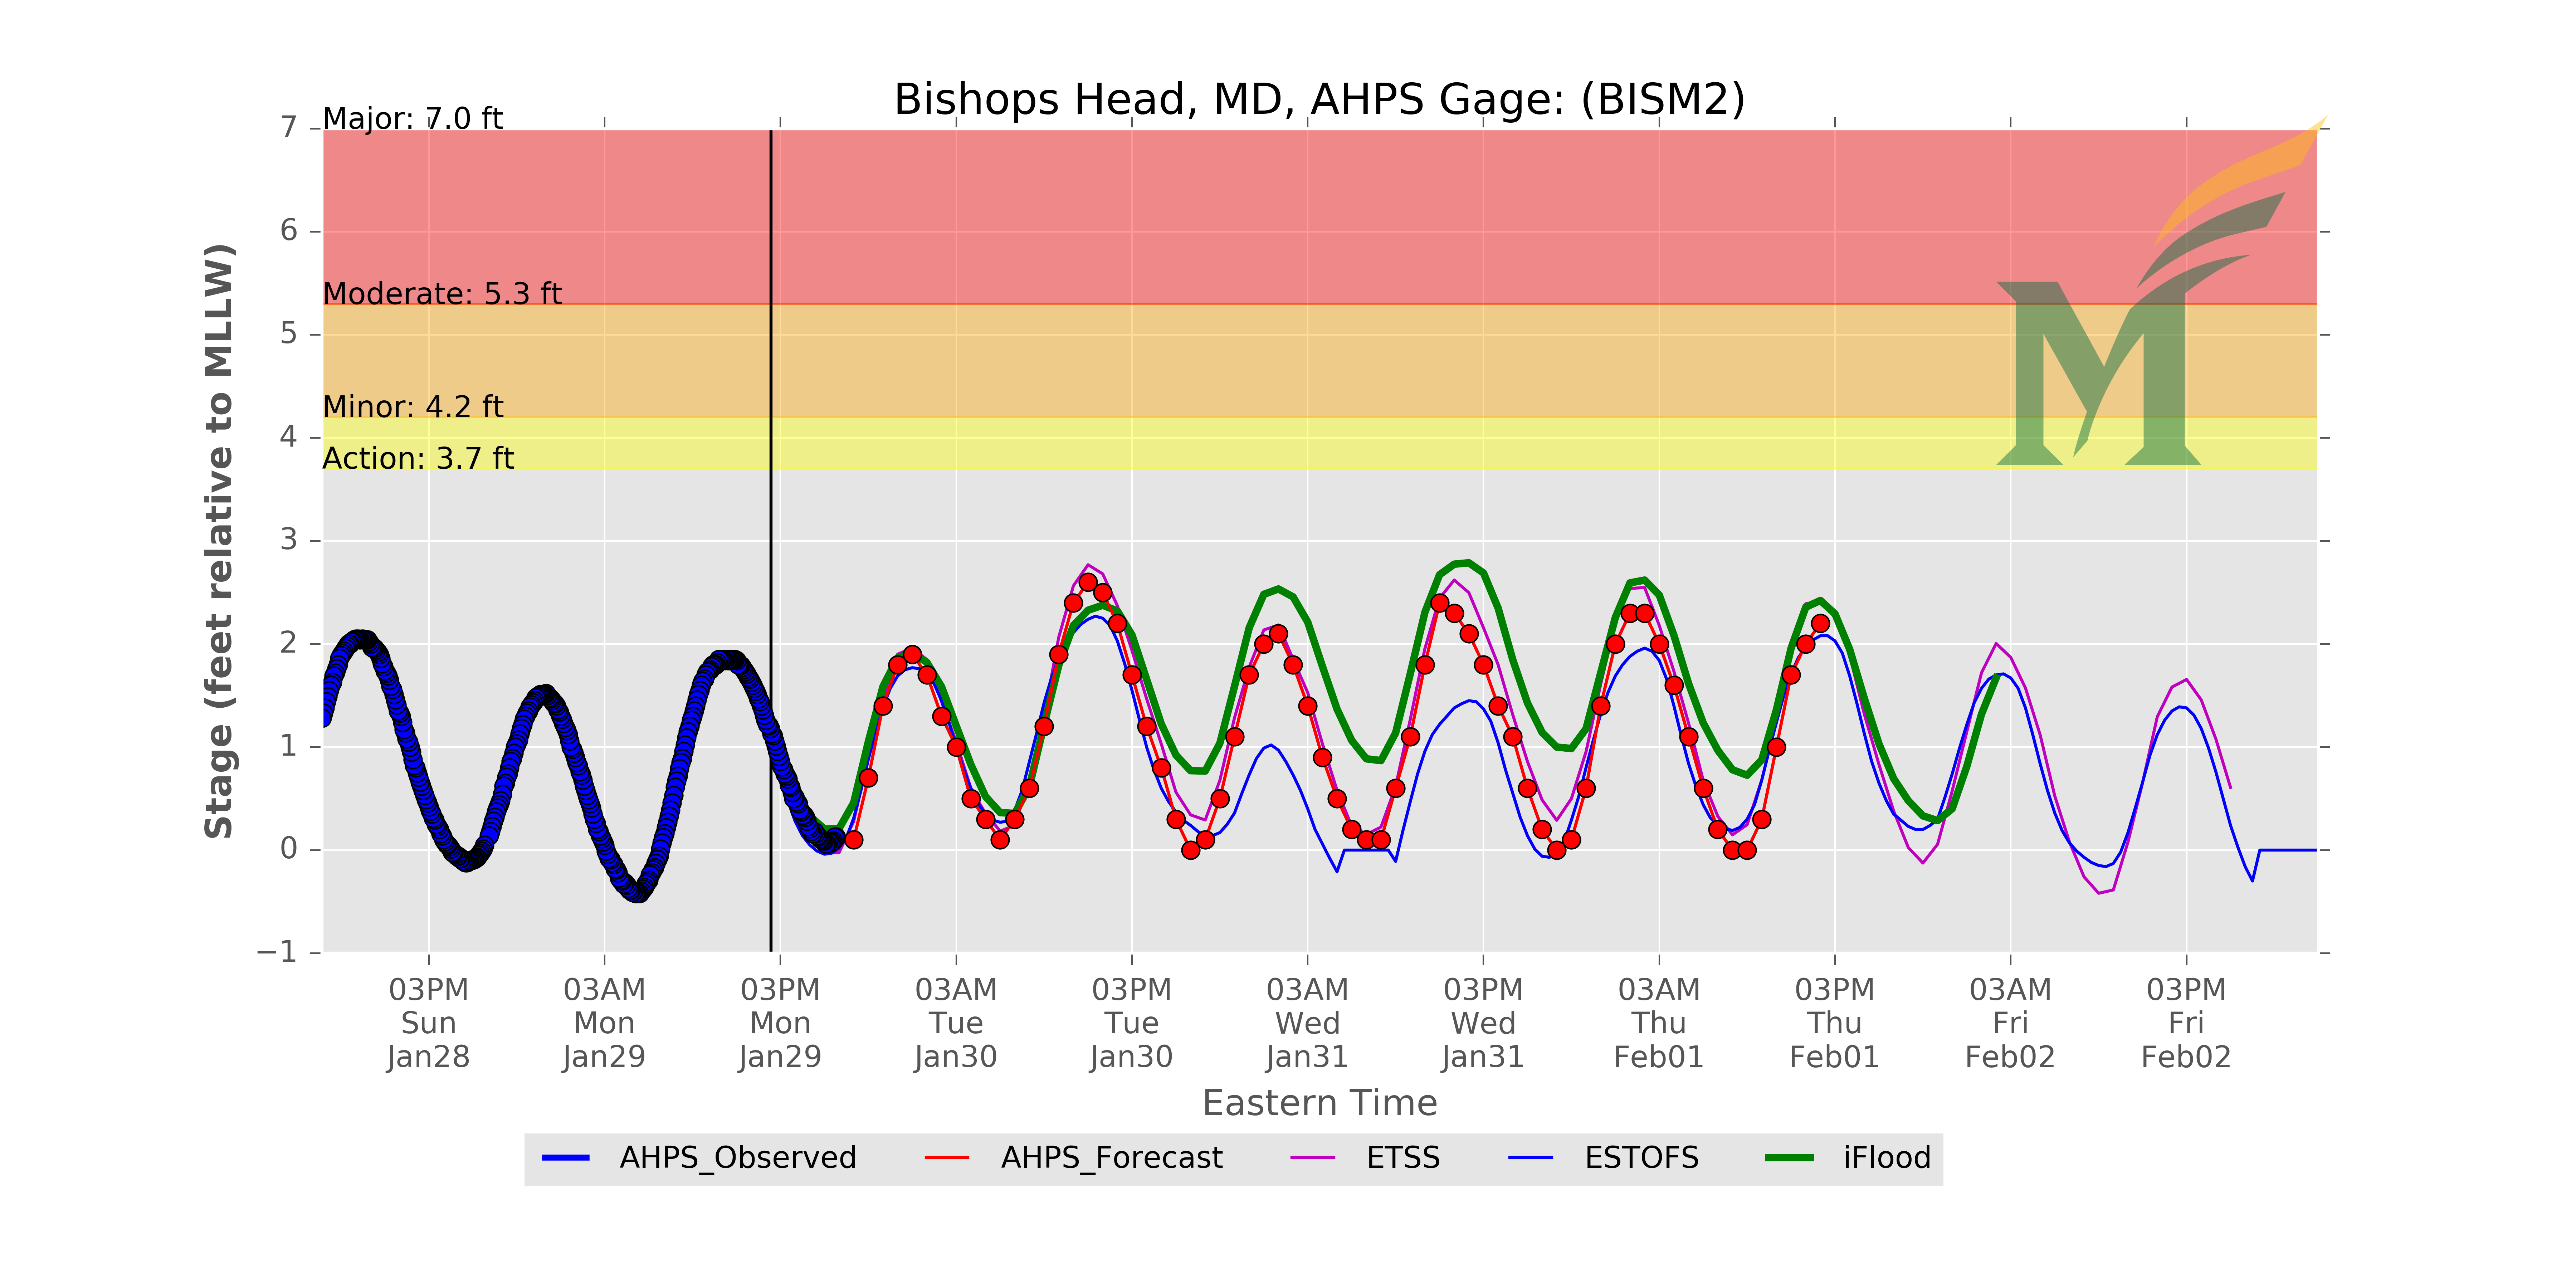 Bishops Head, MD, AHPS Gage: (BISM2)
Stage (feet relative to MLLW)
7
6
5
4
3
2
1
0
−1
Major: 7.0 ft
Moderate: 5.3 ft
Minor: 4.2 ft
Action: 3.7 ft
03PM
Sun
Jan28
03AM
Mon
Jan29
03PM
Mon
Jan29
03AM
Tue
Jan30
03PM
Tue
Jan30
03AM
Wed
Jan31
03PM
Wed
Jan31
03AM
Thu
Feb01
03PM
Thu
Feb01
03AM
Fri
Feb02
03PM
Fri
Feb02
Eastern Time
AHPS_Observed
AHPS_Forecast
ETSS
ESTOFS
iFlood
M